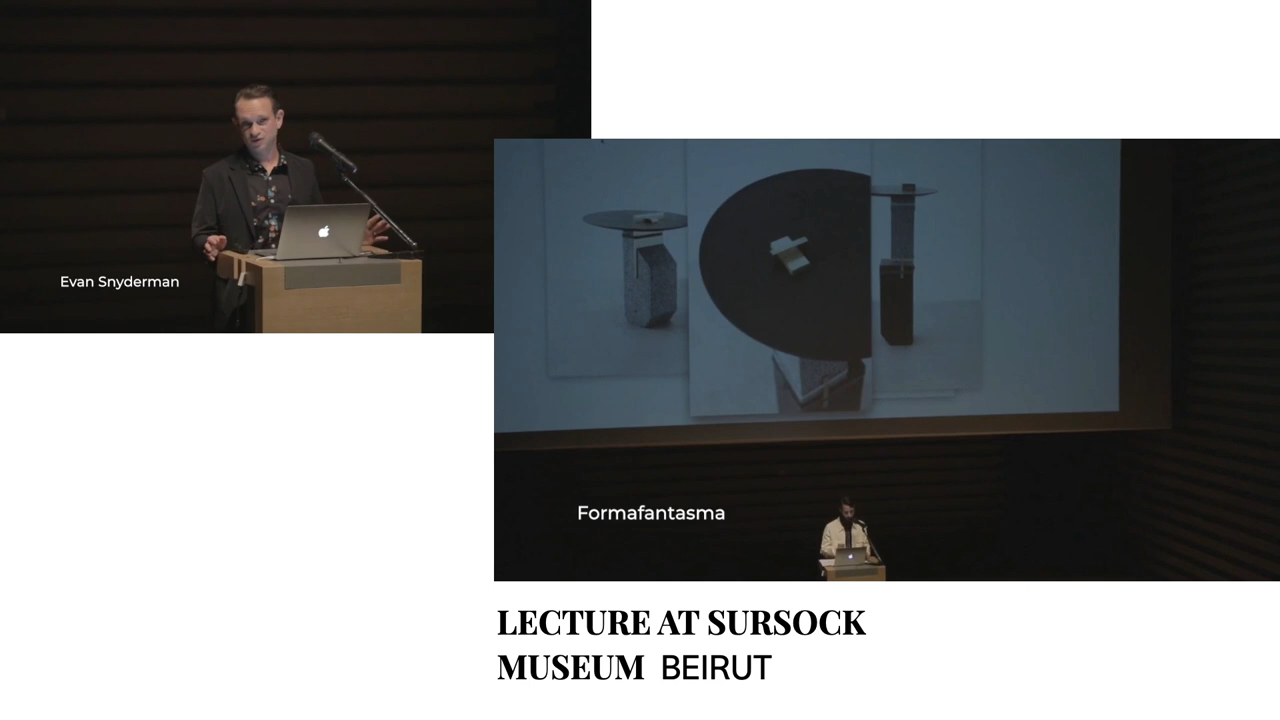 Evan Snyderman
Formafantasma
LECTURE AT SURSOCK
MUSEUM BEIRUT